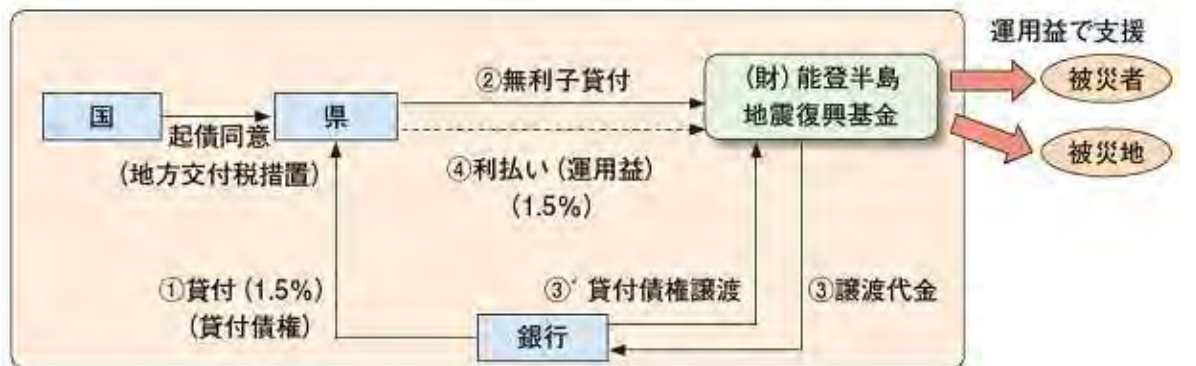 運用益で支援
国
起債同意
(地方交付税措置)
県
②無利子貸付
④利払い(運用益)
(1.5%)
(財)能登半島
地震復興基金
被災者
被災地
①貸付(1.5%)
(貸付債権)
③´貸付債権譲渡
③譲渡代金
銀行